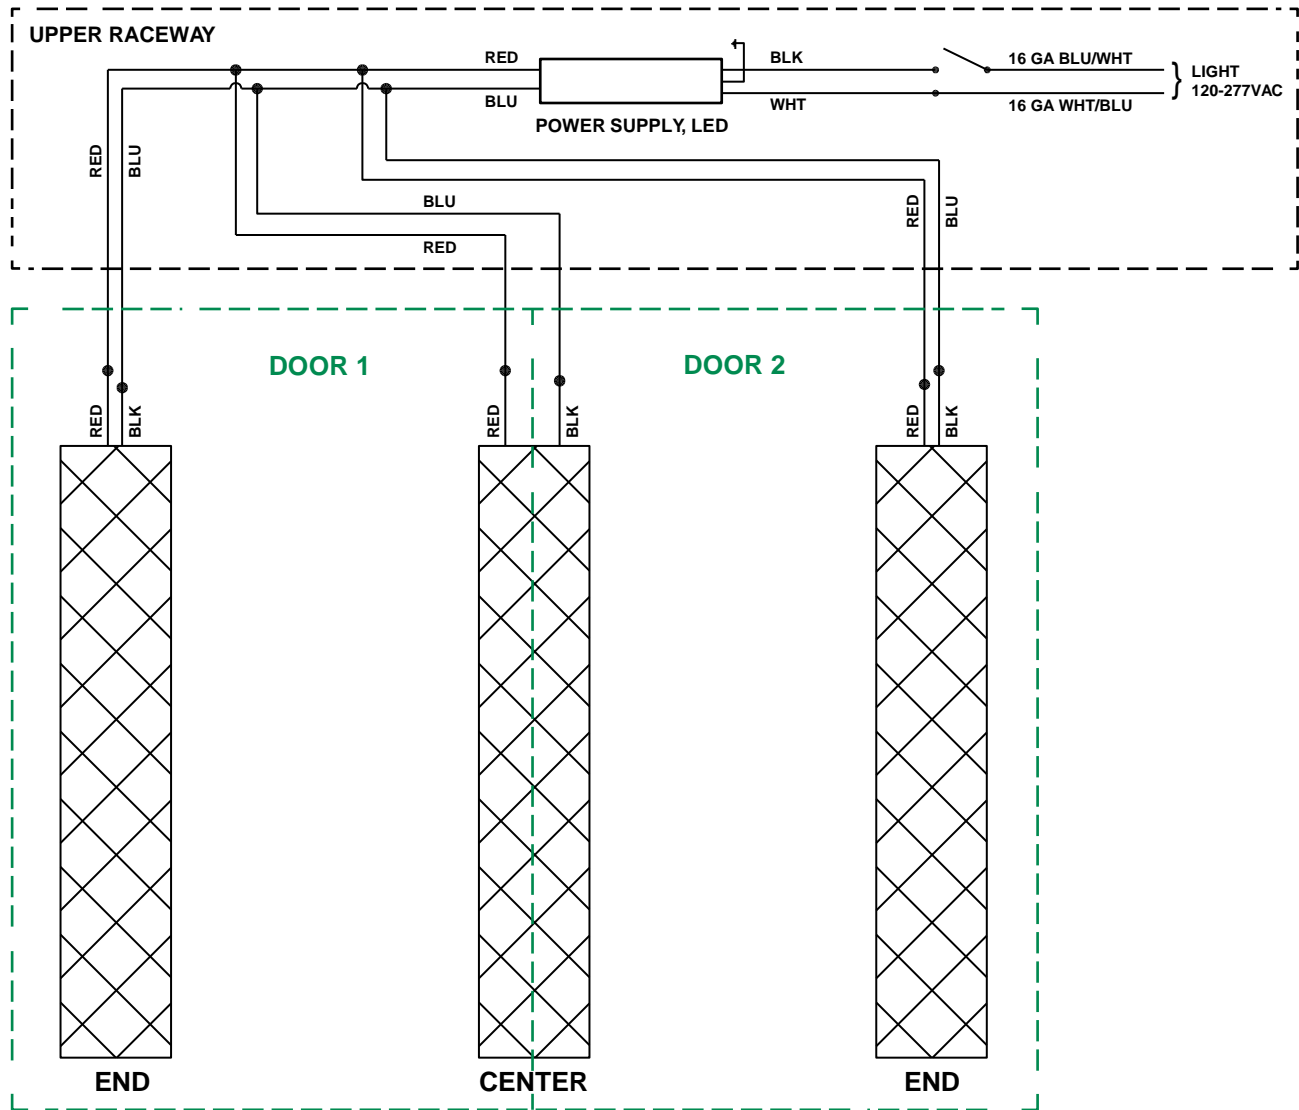 UPPER RACEWAY
RED
BLK
16 GA BLU/WHT
} LIGHT
120-277VAC
BLU
WHT
16 GA WHT/BLU
POWER SUPPLY, LED
RED
BLU
BLU
RED
RED
BLU
DOOR 1
DOOR 2
RED
BLK
RED
BLK
RED
BLK
END
CENTER
END